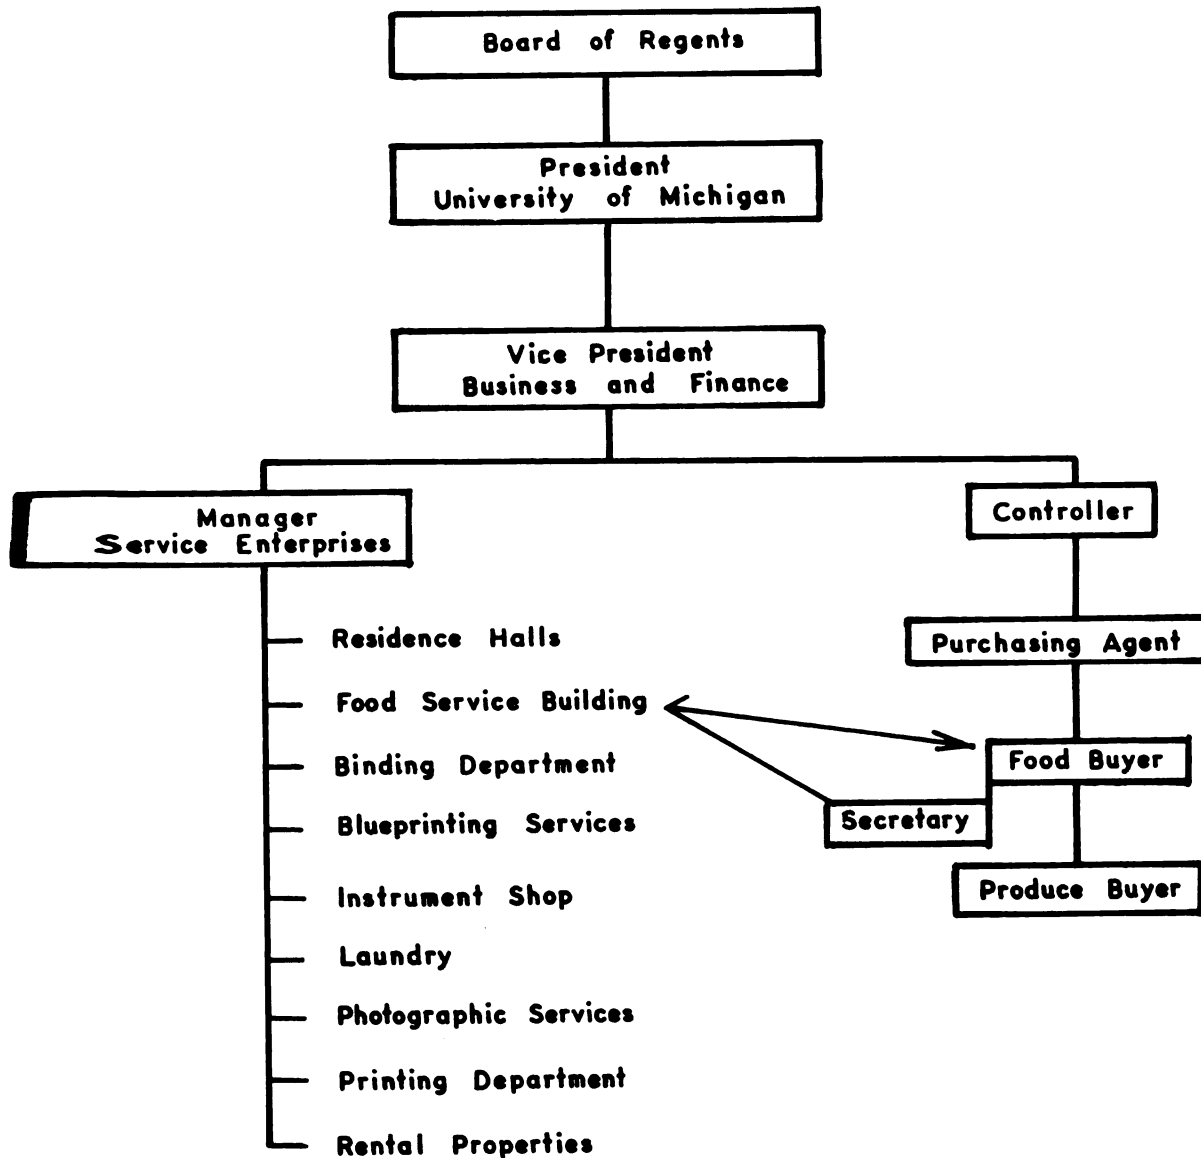 Board of Regents
President
University of Michigan
Vice President
Business and Finance
Manager
Service Enterprises
Controller
Residence Halls
Purchasing Agent
Food Service Building
Food Buyer
Binding Department
Secretary
Blueprinting Services
Produce Buyer
Instrument Shop
Laundry
Photographic Services
Printing Department
Rental Properties